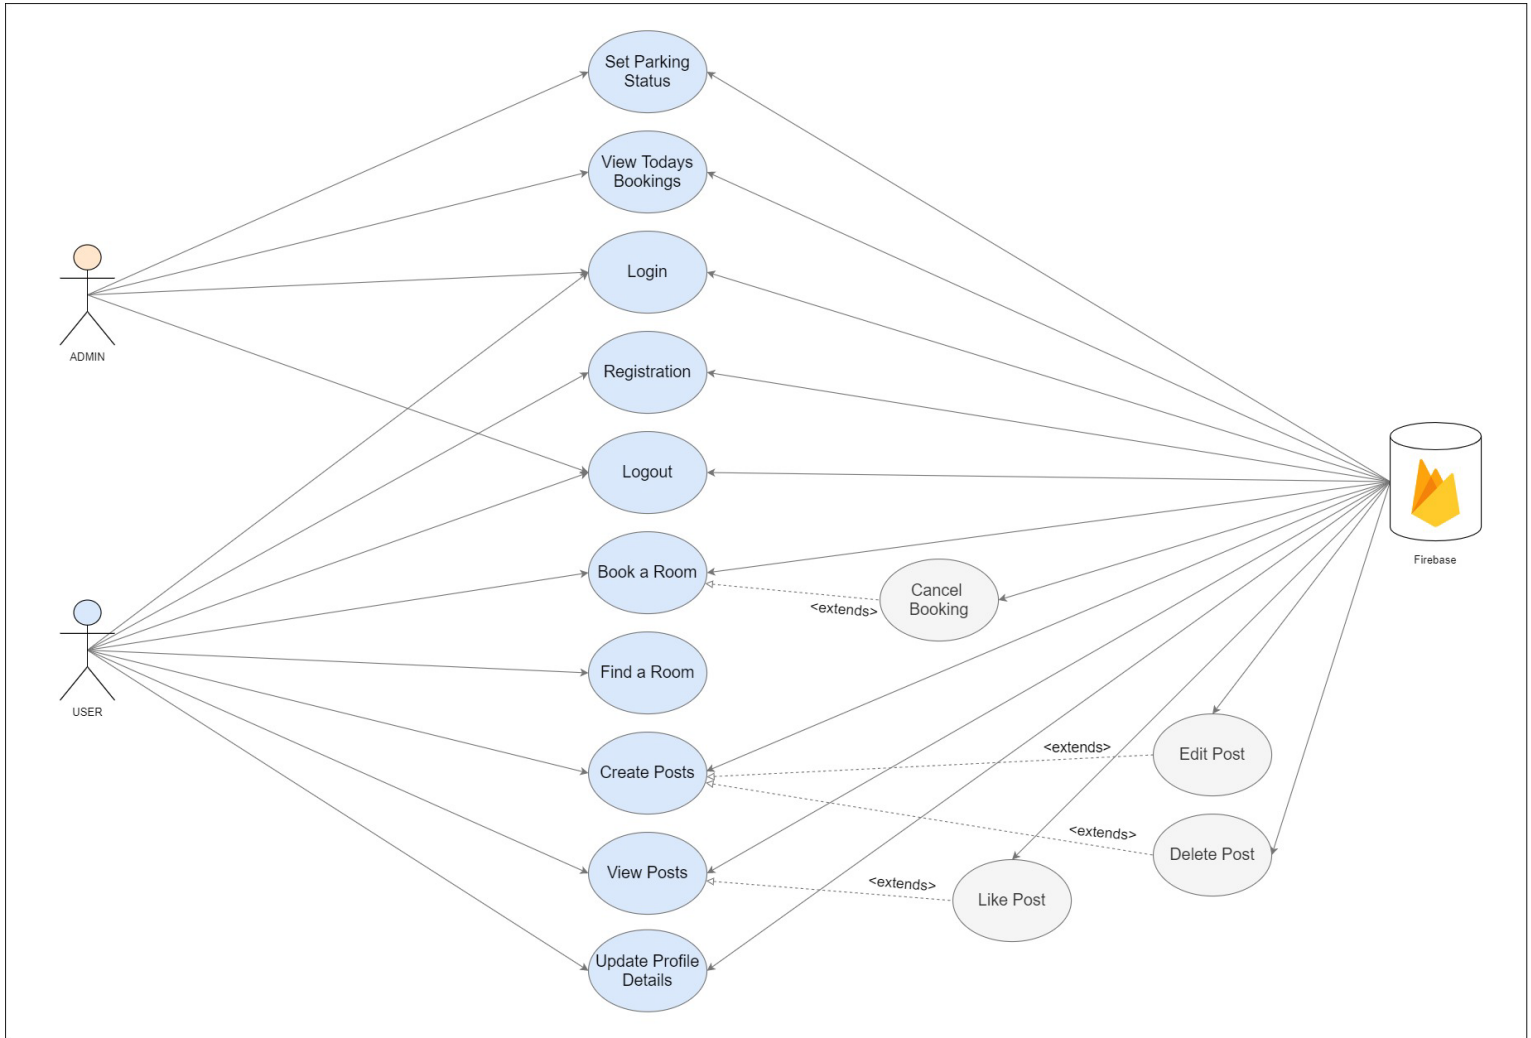 Set Parking
Status
View Todays
Bookings
Login
ADMIN
Registration
Logout
Firebase
Book a Room
Cancel
Booking
<extends>
Find a Room
USER
Create Posts
<extends>
Edit Post
<extends>
Delete Post
View Posts
<extends>
Like Post
Update Profile
Details